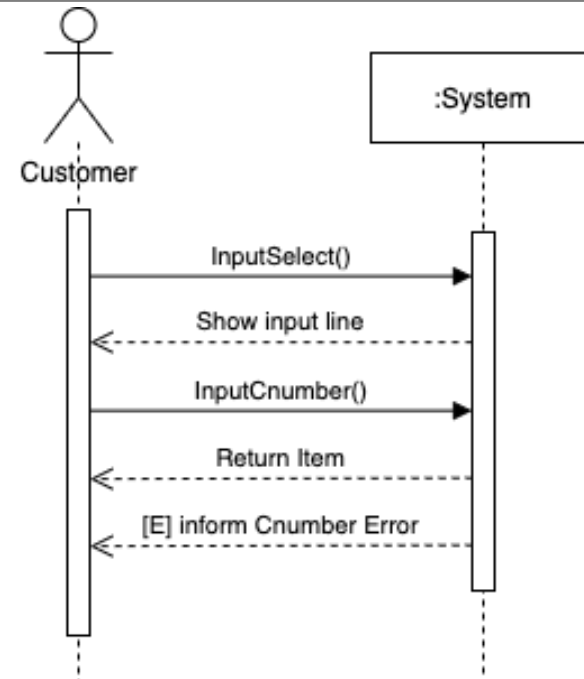 :System
Customer
InputSelect()
Show input line
InputCnumber()
Return Item
[E] inform Cnumber Error